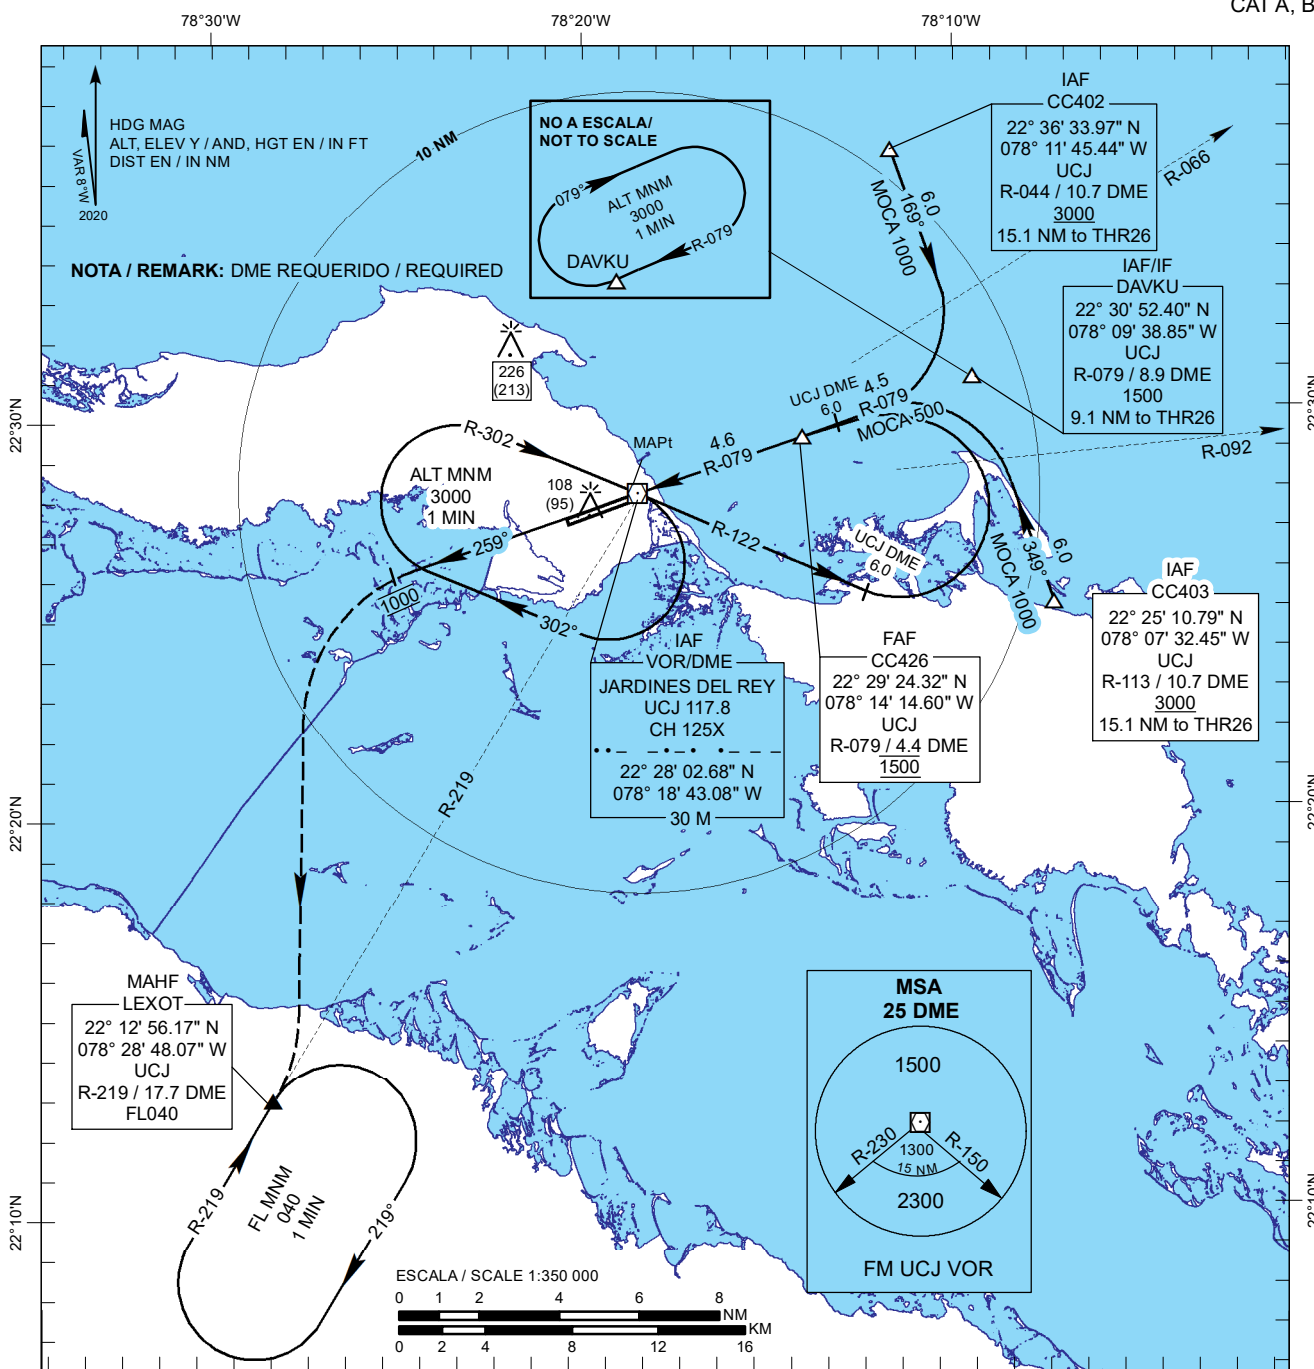 CAT A, B
78°30'W
78°20'W
78°10'W
HDG MAG
ALT, ELEV Y / AND, HGT EN / IN FT
DIST EN / IN NM
VAR 8°W
2020
10 NM
NOTA / REMARK: DME REQUERIDO / REQUIRED
NO A ESCALA/
NOT TO SCALE
079°
ALT MNM
3000
1 MIN
R-079
DAVKU
IAF
CC402
22° 36' 33.97" N
078° 11' 45.44" W
UCJ
R-044 / 10.7 DME
3000
15.1 NM to THR26
R-066
6.0
169°
MOCA 1000
IAF/IF
DAVKU
22° 30' 52.40" N
078° 09' 38.85" W
UCJ
R-079 / 8.9 DME
1500
9.1 NM to THR26
R-092
226
(213)
22°30'N
22°30'N
UCJ DME
6.0
4.5
R-079
MOCA 500
4.6
R-079
MAPt
R-302
ALT MNM
3000
1 MIN
108
(95)
259°
1000
302°
R-122
UCJ DME
6.0
6.0
349°
MOCA 1000
IAF
CC403
22° 25' 10.79" N
078° 07' 32.45" W
UCJ
R-113 / 10.7 DME
3000
15.1 NM to THR26
IAF
VOR/DME
JARDINES DEL REY
UCJ 117.8
CH 125X
22° 28' 02.68" N
078° 18' 43.08" W
30 M
FAF
CC426
22° 29' 24.32" N
078° 14' 14.60" W
UCJ
R-079 / 4.4 DME
1500
R-219
22°20'N
22°20'N
MAHF
LEXOT
22° 12' 56.17" N
078° 28' 48.07" W
UCJ
R-219 / 17.7 DME
FL040
R-219
FL MNM
040
1 MIN
219°
MSA
25 DME
1500
R-230
1300
15 NM
R-150
2300
FM UCJ VOR
22°10'N
22°10'N
ESCALA / SCALE 1:350 000
0 1 2 4 6 8
NM
KM
0 2 4 8 12 16